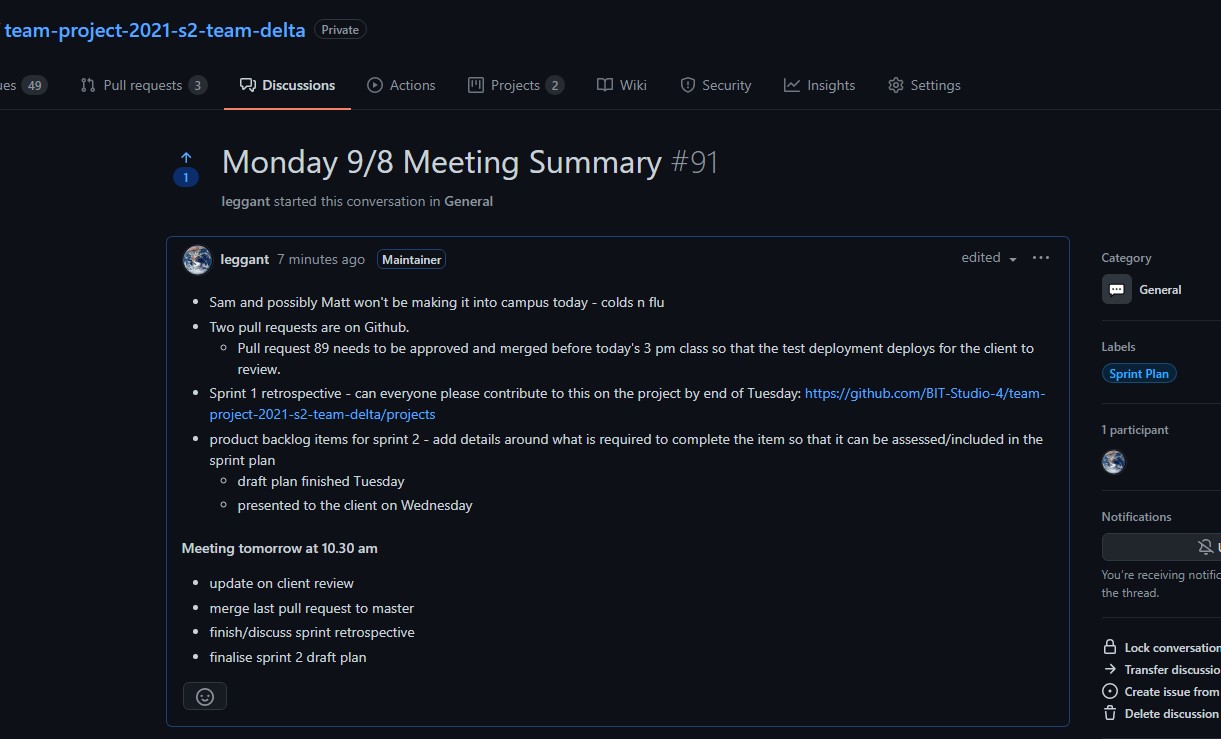 team-project-2021-s2-team-delta Private
ues 49 Pull requests 3 Discussions Actions Projects 2 Wiki Security Insights Settings
1
Monday 9/8 Meeting Summary #91
leggant started this conversation in General
leggant 7 minutes ago Maintainer edited
• Sam and possibly Matt won't be making it into campus today - colds n flu
• Two pull requests are on Github.
◦ Pull request 89 needs to be approved and merged before today's 3 pm class so that the test deployment deploys for the client to
review.
• Sprint 1 retrospective - can everyone please contribute to this on the project by end of Tuesday: https://github.com/BIT-Studio-4/team-
project-2021-s2-team-delta/projects
• product backlog items for sprint 2 - add details around what is required to complete the item so that it can be assessed/included in the
sprint plan
◦ draft plan finished Tuesday
◦ presented to the client on Wednesday
Meeting tomorrow at 10.30 am
• update on client review
• merge last pull request to master
• finish/discuss sprint retrospective
• finalise sprint 2 draft plan
Category
General
Labels
Sprint Plan
1 participant
Notifications
You're receiving notific
the thread.
Lock conversation
Transfer discussio
Create issue from
Delete discussion